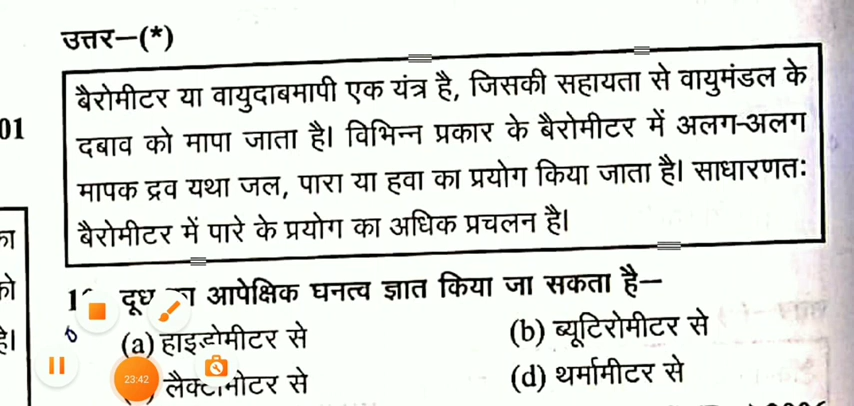 उत्तर–(*)
बैरोमीटर या वायुदाबमापी एक यंत्र है, जिसकी सहायता से वायुमंडल के
01
दबाव को मापा जाता है। विभिन्न प्रकार के बैरोमीटर में अलग-अलग
मापक द्रव यथा जल, पारा या हवा का प्रयोग किया जाता है। साधारणतः
बैरोमीटर में पारे के प्रयोग का अधिक प्रचलन है।
दूध आपेक्षिक घनत्व ज्ञात किया जा सकता है–
(a) हाइड्रोमीटर से
(b) ब्यूटिरोमीटर से
लैक्टोमीटर से
(d) थर्मामीटर से
23:42